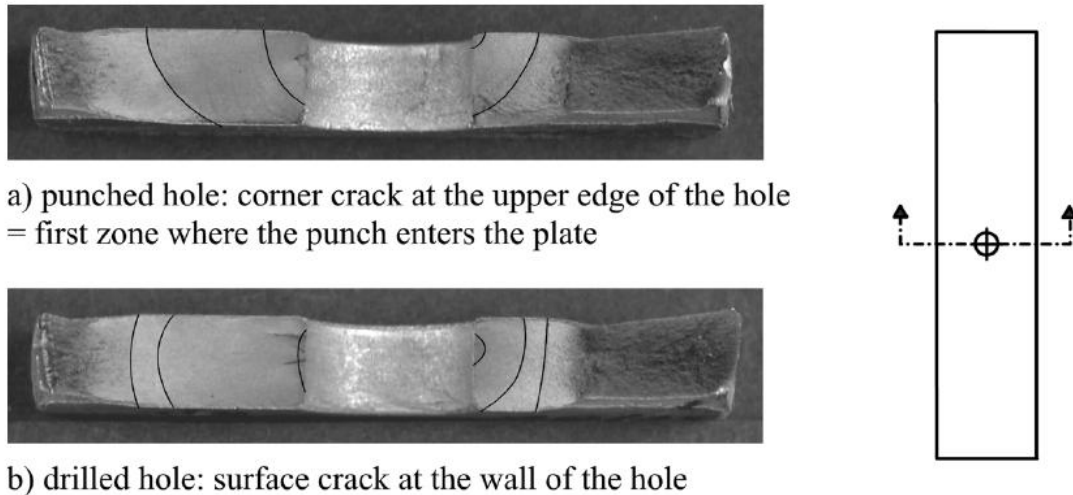 a) punched hole: corner crack at the upper edge of the hole
= first zone where the punch enters the plate
b) drilled hole: surface crack at the wall of the hole